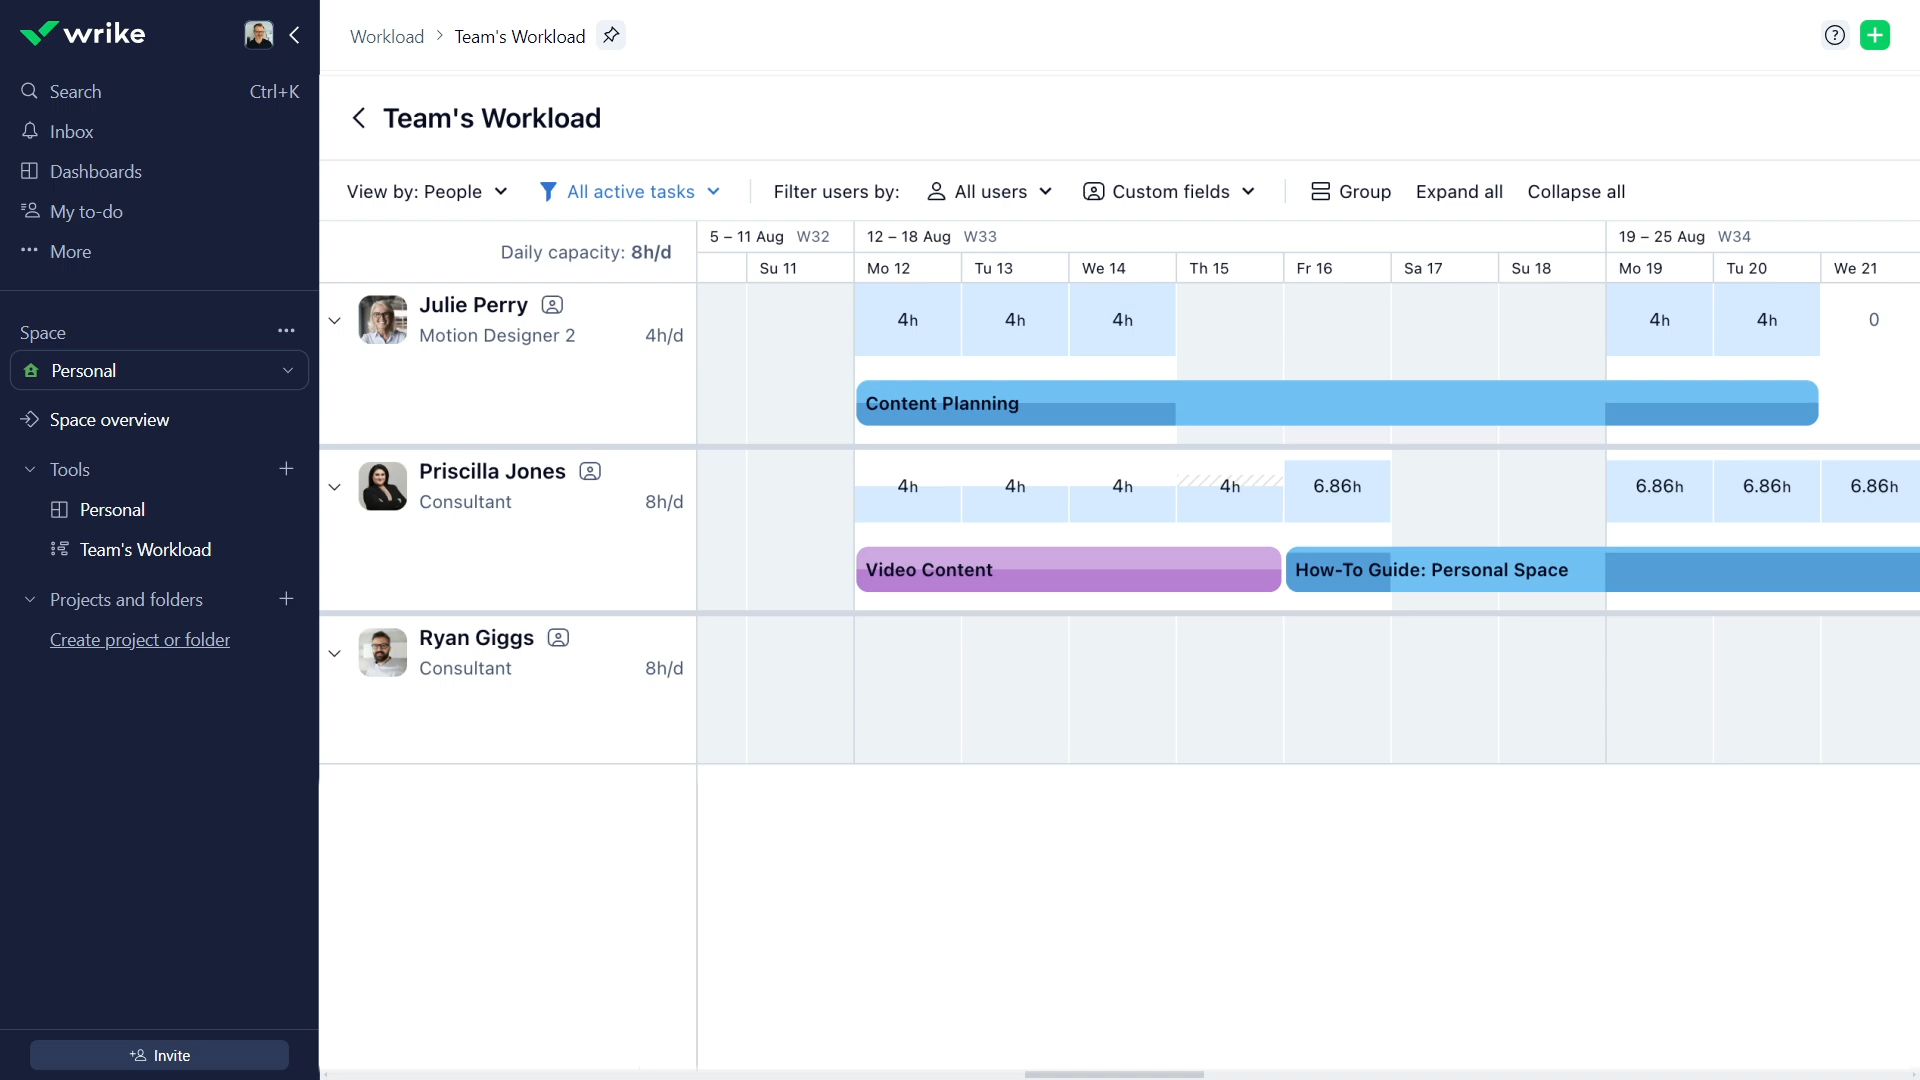 wrike
Workload > Team's Workload
Search Ctrl+K
Inbox
Dashboards
My to-do
More
Space
Personal
Space overview
Tools
Personal
Team's Workload
Projects and folders
Create project or folder
Invite
Team's Workload
View by: People All active tasks Filter users by: All users Custom fields Group Expand all Collapse all
Daily capacity: 8h/d
5 – 11 Aug W32 12 – 18 Aug W33 19 – 25 Aug W34
Su 11 Mo 12 Tu 13 We 14 Th 15 Fr 16 Sa 17 Su 18 Mo 19 Tu 20 We 21
Julie Perry
Motion Designer 2 4h/d
4h 4h 4h 4h 4h 0
Content Planning
Priscilla Jones
Consultant 8h/d
4h 4h 4h 4h 6.86h 6.86h 6.86h 6.86h
Video Content How-To Guide: Personal Space
Ryan Giggs
Consultant 8h/d